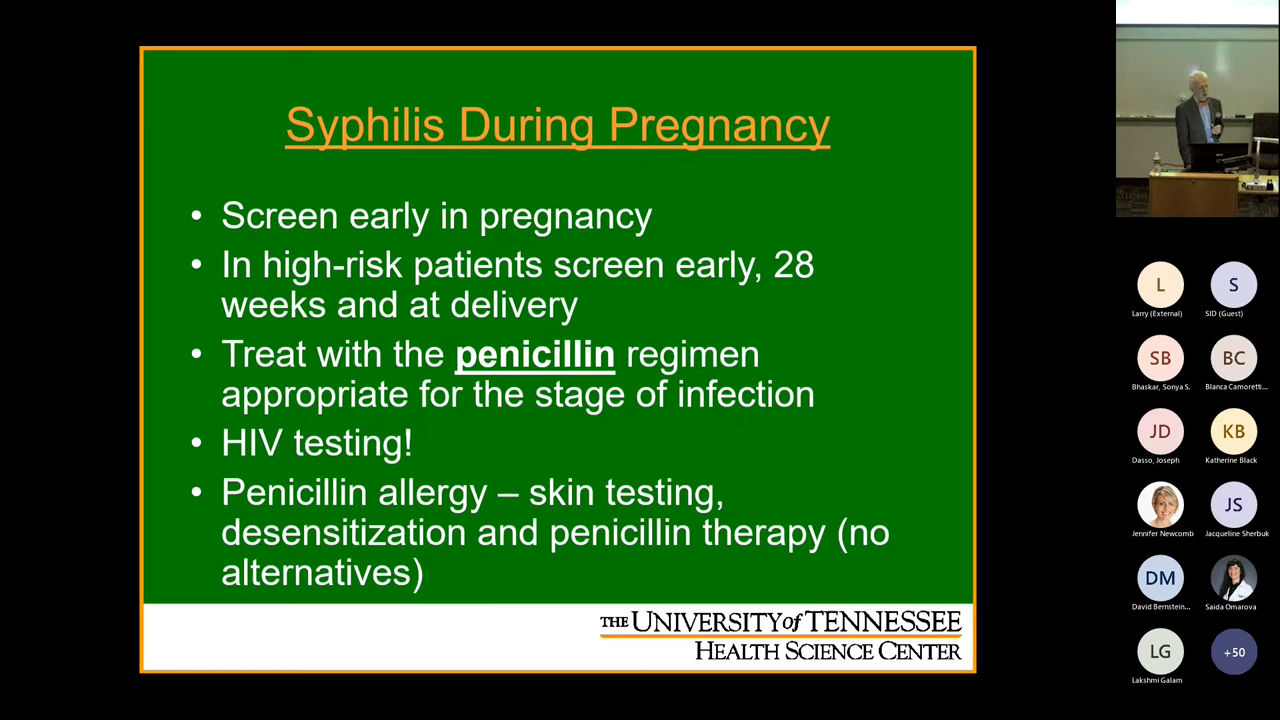 Syphilis During Pregnancy
• Screen early in pregnancy
• In high-risk patients screen early, 28
weeks and at delivery
• Treat with the penicillin regimen
appropriate for the stage of infection
• HIV testing!
• Penicillin allergy – skin testing,
desensitization and penicillin therapy (no
alternatives)
THE UNIVERSITY of TENNESSEE
HEALTH SCIENCE CENTER
L
Larry (External)
S
SID (Guest)
SB
Bhaskar, Sonya S.
BC
Blanca Camoretti...
JD
Dasso, Joseph
KB
Katherine Black
Jennifer Newcomb
JS
Jacqueline Sherbuk
DM
David Bernstein...
Saida Omarova
LG
Lakshmi Galam
+50